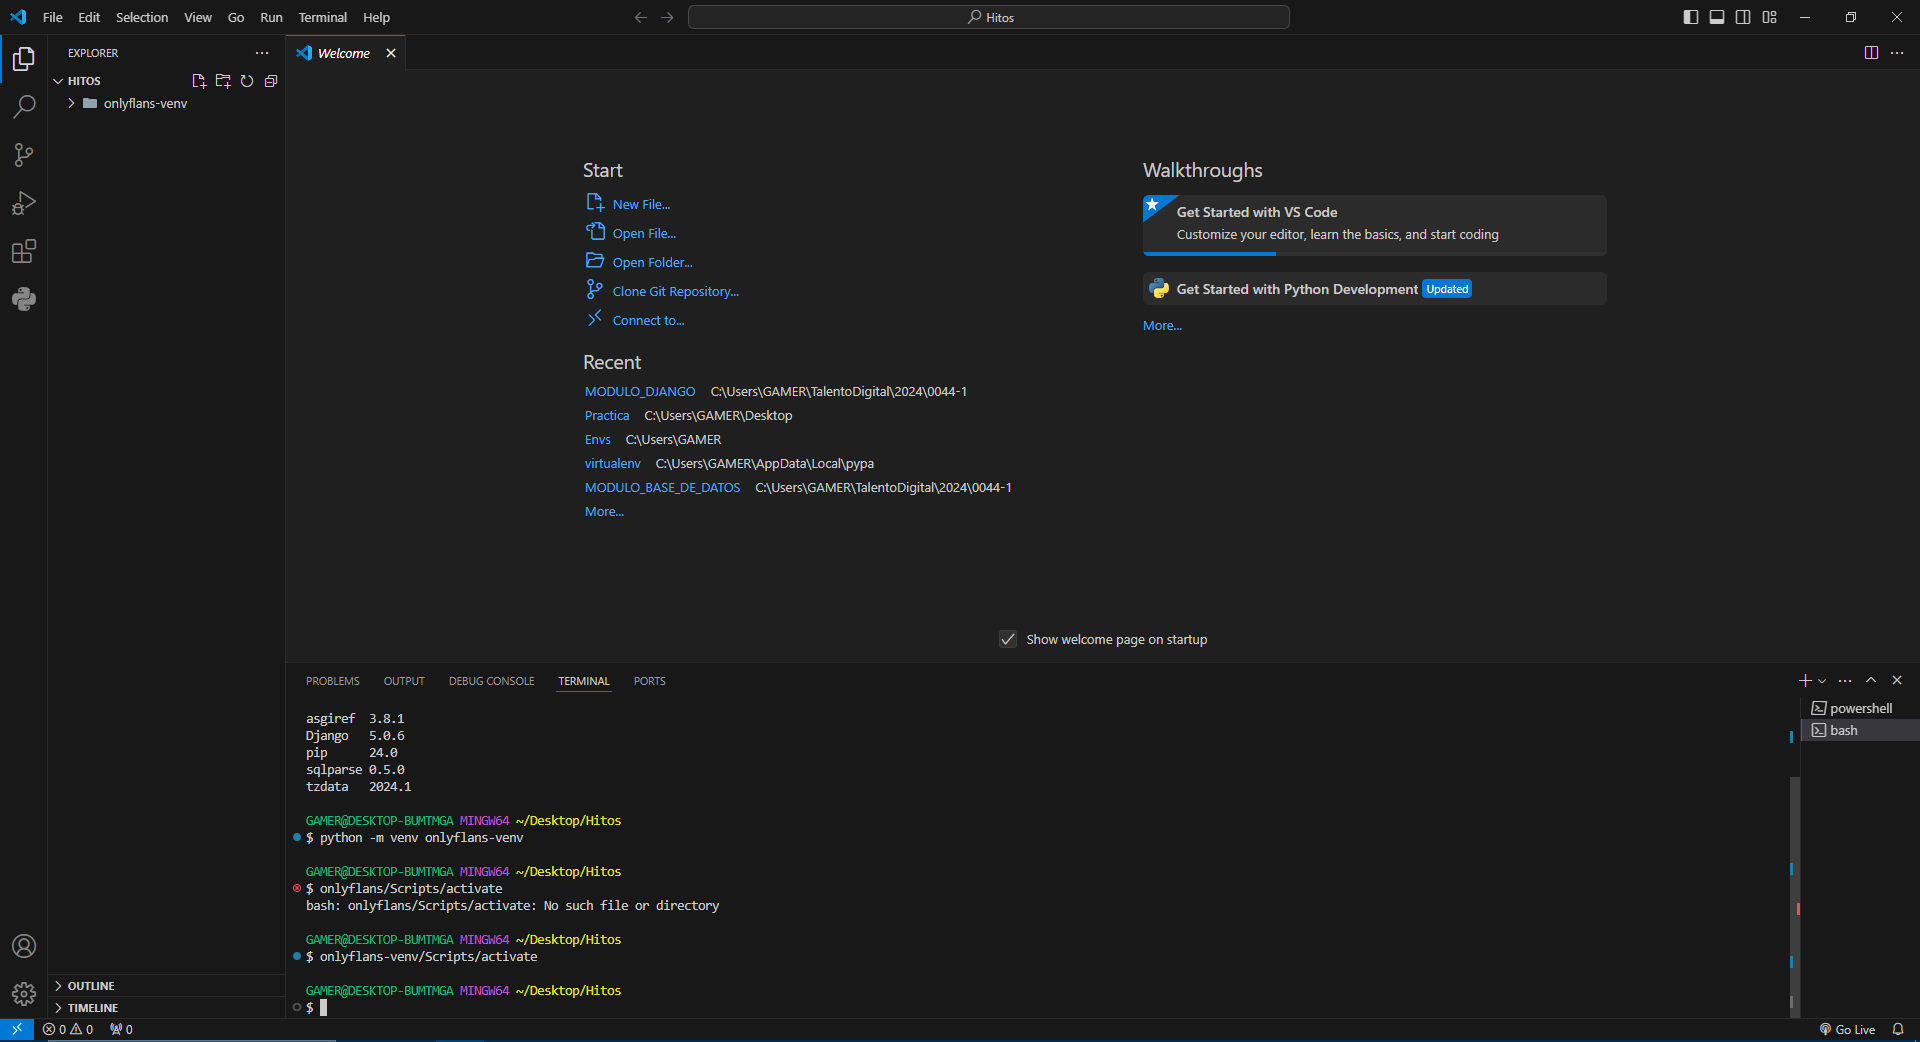 File Edit Selection View Go Run Terminal Help
Hitos
EXPLORER
Welcome
HITOS
onlyflans-venv
Start
New File...
Open File...
Open Folder...
Clone Git Repository...
Connect to...
Recent
MODULO_DJANGO C:\Users\GAMER\TalentoDigital\2024\0044-1
Practica C:\Users\GAMER\Desktop
Envs C:\Users\GAMER
virtualenv C:\Users\GAMER\AppData\Local\pypa
MODULO_BASE_DE_DATOS C:\Users\GAMER\TalentoDigital\2024\0044-1
More...
Walkthroughs
Get Started with VS Code
Customize your editor, learn the basics, and start coding
Get Started with Python Development Updated
More...
Show welcome page on startup
PROBLEMS OUTPUT DEBUG CONSOLE TERMINAL PORTS
powershell
bash
asgiref 3.8.1
Django 5.0.6
pip 24.0
sqlparse 0.5.0
tzdata 2024.1
GAMER@DESKTOP-BUMTMGA MINGW64 ~/Desktop/Hitos
$ python -m venv onlyflans-venv
GAMER@DESKTOP-BUMTMGA MINGW64 ~/Desktop/Hitos
$ onlyflans/Scripts/activate
bash: onlyflans/Scripts/activate: No such file or directory
GAMER@DESKTOP-BUMTMGA MINGW64 ~/Desktop/Hitos
$ onlyflans-venv/Scripts/activate
GAMER@DESKTOP-BUMTMGA MINGW64 ~/Desktop/Hitos
$
OUTLINE
TIMELINE
0 0 0
Go Live